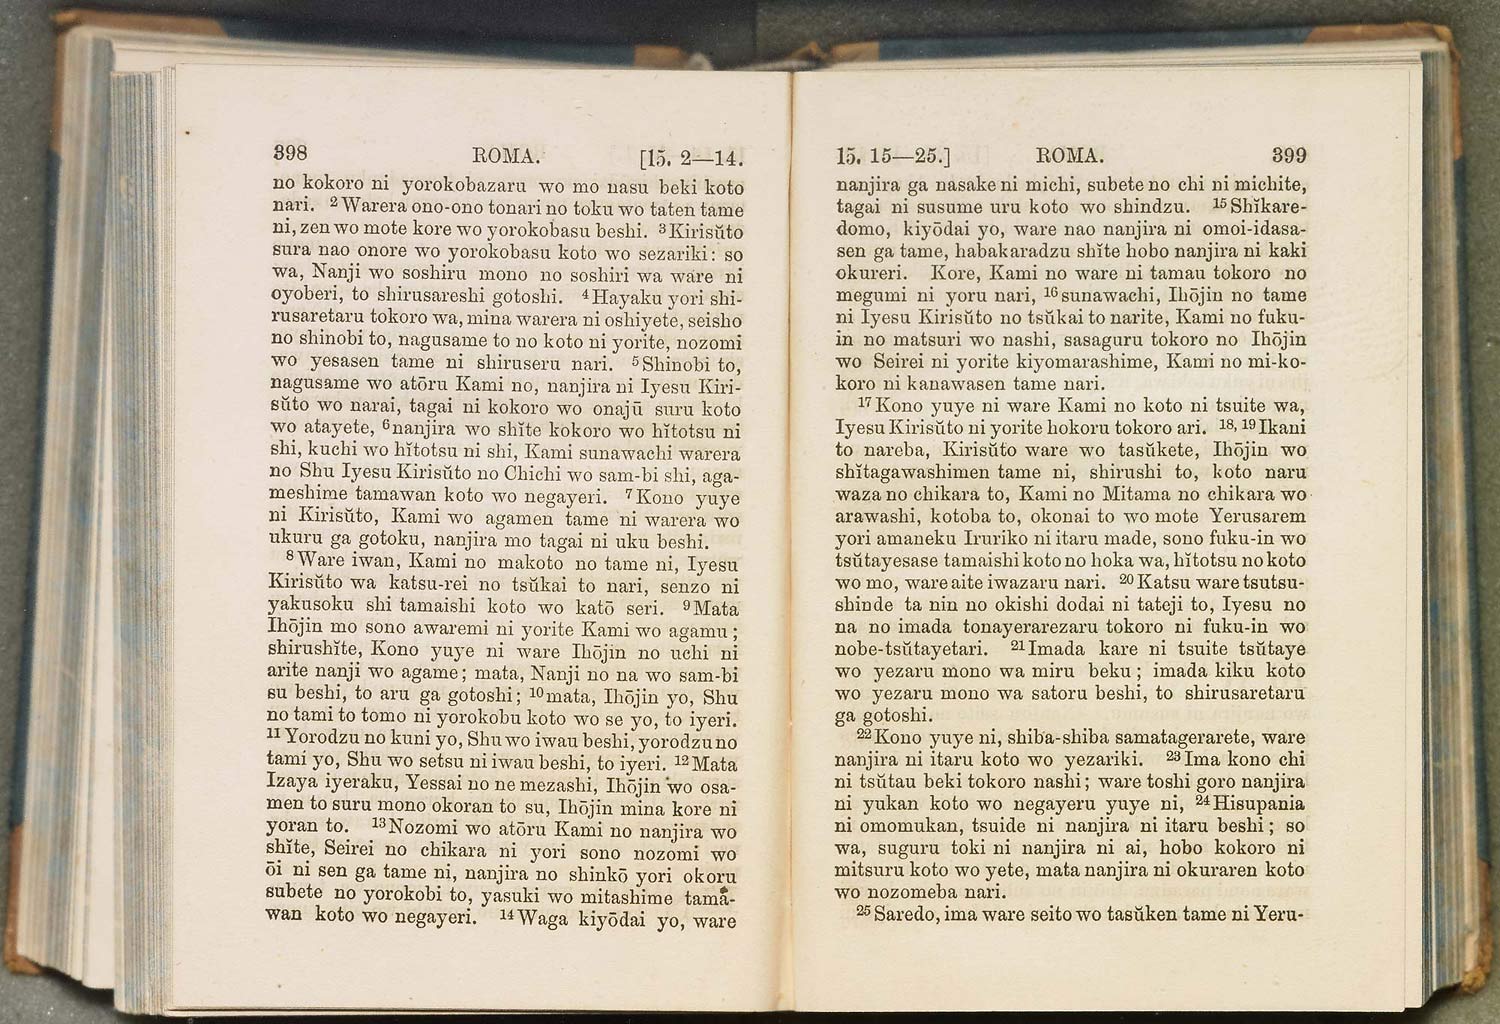 398 ROMA. [15. 2—14.
no kokoro ni yorokobazaru wo mo nasu beki koto
nari. ²Warera ono-ono tonari no toku wo taten tame
ni, zen wo mote kore wo yorokobasu beshi. ³Kirisŭto
sura nao onore wo yorokobasu koto wo sezariki: so
wa, Nanji wo soshiru mono no soshiri wa ware ni
oyoberi, to shirusareshi gotoshi. ⁴Hayaku yori shi-
rusaretaru tokoro wa, mina warera ni oshiyete, seisho
no shinobi to, nagusame to no koto ni yorite, nozomi
wo yesasen tame ni shiruseru nari. ⁵Shinobi to,
nagusame wo atōru Kami no, nanjira ni Iyesu Kiri-
sŭto wo narai, tagai ni kokoro wo onajū suru koto
wo atayete, ⁶nanjira wo shĭte kokoro wo hĭtotsu ni
shi, kuchi wo hĭtotsu ni shi, Kami sunawachi warera
no Shu Iyesu Kirisŭto no Chichi wo sam-bi shi, aga-
meshime tamawan koto wo negayeri. ⁷Kono yuye
ni Kirisŭto, Kami wo agamen tame ni warera wo
ukuru ga gotoku, nanjira mo tagai ni uku beshi.
⁸Ware iwan, Kami no makoto no tame ni, Iyesu
Kirisŭto wa katsu-rei no tsŭkai to nari, senzo ni
yakusoku shi tamaishi koto wo katō seri. ⁹Mata
Ihōjin mo sono awaremi ni yorite Kami wo agamu;
shirushĭte, Kono yuye ni ware Ihōjin no uchi ni
arite nanji wo agame; mata, Nanji no na wo sam-bi
su beshi, to aru ga gotoshi; ¹⁰mata, Ihōjin yo, Shu
no tami to tomo ni yorokobu koto wo se yo, to iyeri.
¹¹Yorodzu no kuni yo, Shu wo iwau beshi, yorodzu no
tami yo, Shu wo setsu ni iwau beshi, to iyeri. ¹²Mata
Izaya iyeraku, Yessai no ne mezashi, Ihōjin wo osa-
men to suru mono okoran to su, Ihōjin mina kore ni
yoran to. ¹³Nozomi wo atōru Kami no nanjira wo
shĭte, Seirei no chikara ni yori sono nozomi wo
ōi ni sen ga tame ni, nanjira no shinkō yori okoru
subete no yorokobi to, yasuki wo mitashime tama-
wan koto wo negayeri. ¹⁴Waga kiyōdai yo, ware
15. 15—25.] ROMA. 399
nanjira ga nasake ni michi, subete no chi ni michite,
tagai ni susume uru koto wo shindzu. ¹⁵Shĭkare-
domo, kiyōdai yo, ware nao nanjira ni omoi-idasa-
sen ga tame, habakaradzu shĭte hobo nanjira ni kaki
okureri. Kore, Kami no ware ni tamau tokoro no
megumi ni yoru nari, ¹⁶sunawachi, Ihōjin no tame
ni Iyesu Kirisŭto no tsŭkai to narite, Kami no fuku-
in no matsuri wo nashi, sasaguru tokoro no Ihōjin
wo Seirei ni yorite kiyomarashime, Kami no mi-ko-
koro ni kanawasen tame nari.
¹⁷Kono yuye ni ware Kami no koto ni tsuite wa,
Iyesu Kirisŭto ni yorite hokoru tokoro ari. ¹⁸,¹⁹Ikani
to nareba, Kirisŭto ware wo tasŭkete, Ihōjin wo
shĭtagawashimen tame ni, shirushi to, koto naru
waza no chikara to, Kami no Mitama no chikara wo
arawashi, kotoba to, okonai to wo mote Yerusarem
yori amaneku Iruriko ni itaru made, sono fuku-in wo
tsŭtayesase tamaishi koto no hoka wa, hĭtotsu no koto
wo mo, ware aite iwazaru nari. ²⁰Katsu ware tsutsu-
shinde ta nin no okishi dodai ni tateji to, Iyesu no
na no imada tonayerarezaru tokoro ni fuku-in wo
nobe-tsŭtayetari. ²¹Imada kare ni tsuite tsŭtaye
wo yezaru mono wa miru beku; imada kiku koto
wo yezaru mono wa satoru beshi, to shirusaretaru
ga gotoshi.
²²Kono yuye ni, shiba-shiba samatagerarete, ware
nanjira ni itaru koto wo yezariki. ²³Ima kono chi
ni tsŭtau beki tokoro nashi; ware toshi goro nanjira
ni yukan koto wo negayeru yuye ni, ²⁴Hisupania
ni omomukan, tsuide ni nanjira ni itaru beshi; so
wa, suguru toki ni nanjira ni ai, hobo kokoro ni
mitsuru koto wo yete, mata nanjira ni okuraren koto
wo nozomeba nari.
²⁵Saredo, ima ware seito wo tasŭken tame ni Yeru-